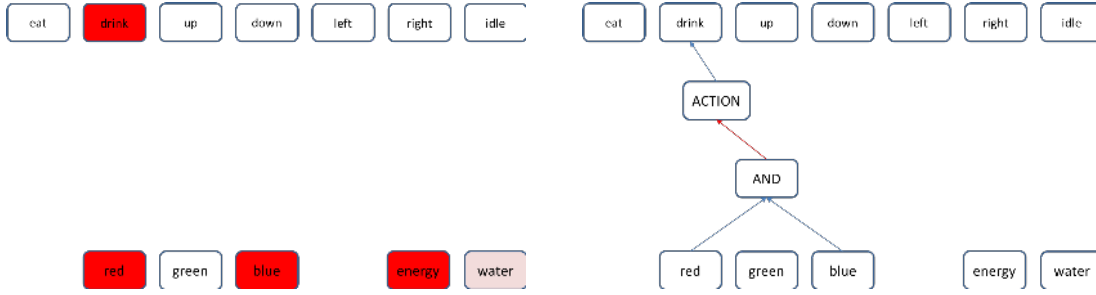 eat drink up down left right idle eat drink up down left right idle
ACTION
AND
red green blue energy water red green blue energy water